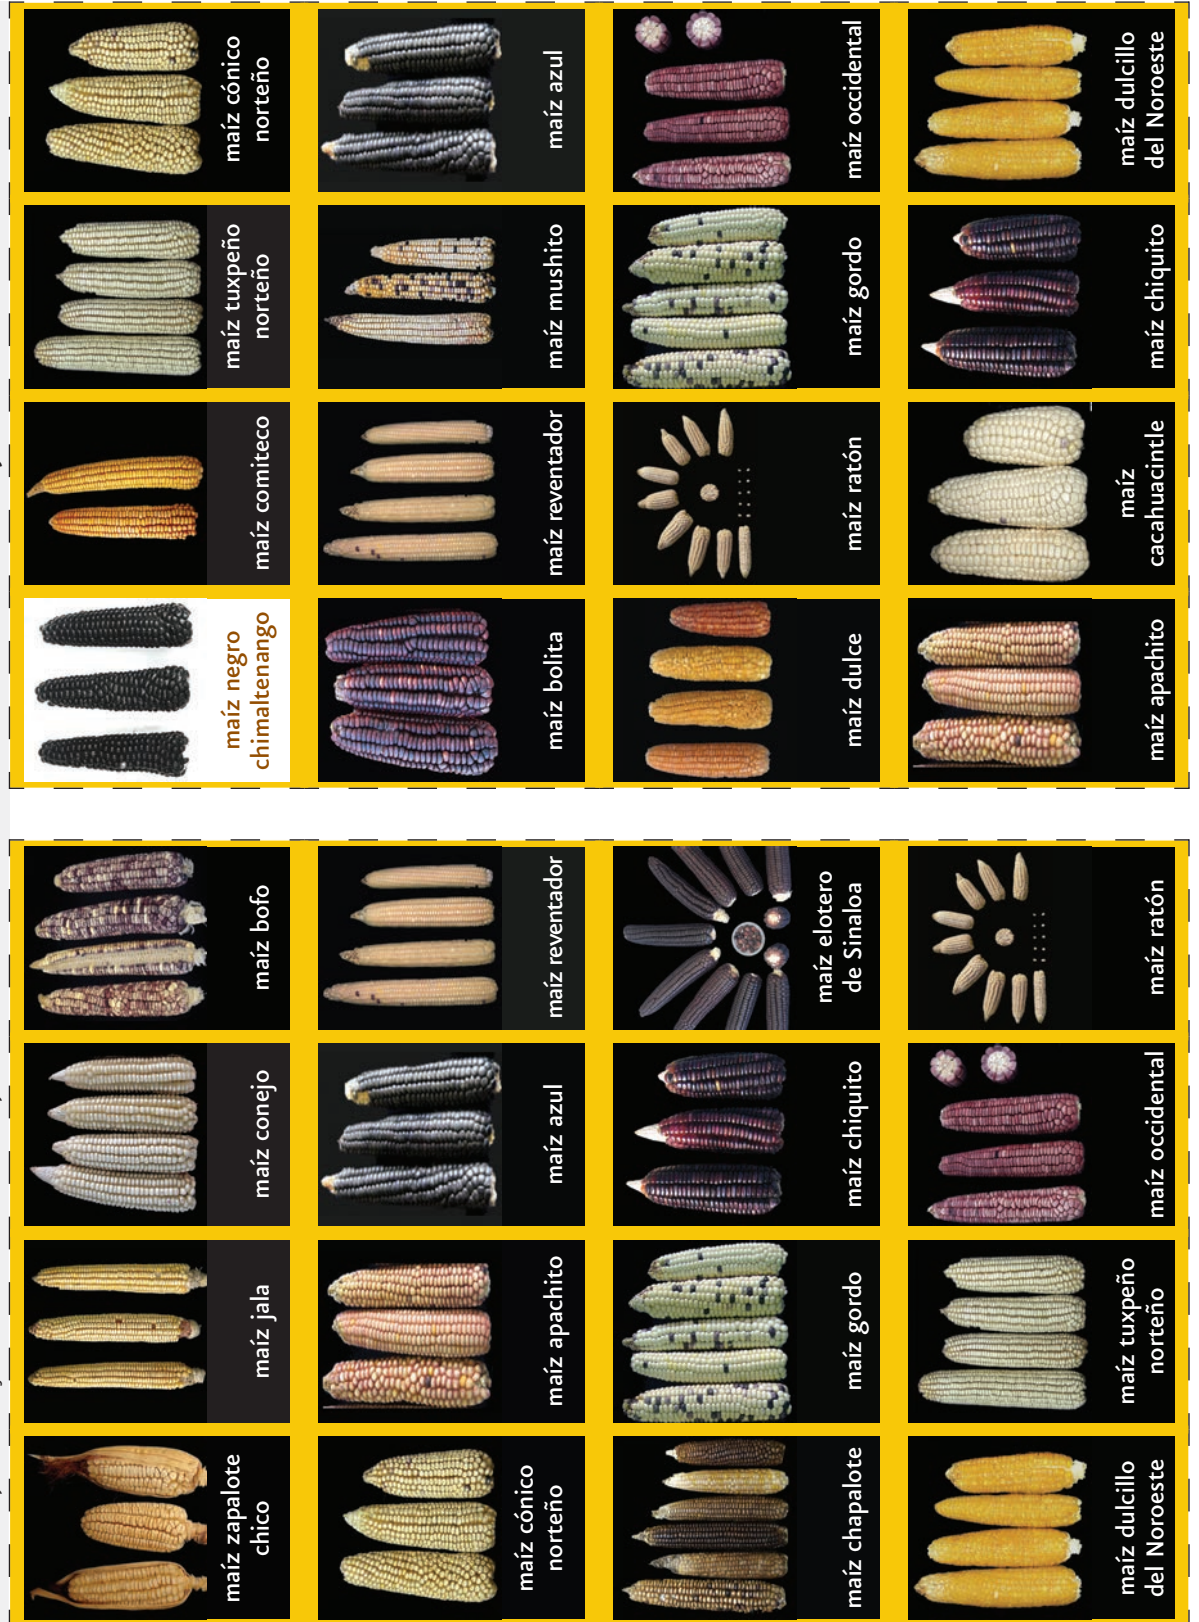 maíz zapalote
chico
maíz jala
maíz conejo
maíz bofo
maíz cónico
norteño
maíz apachito
maíz azul
maíz reventador
maíz chapalote
maíz gordo
maíz chiquito
maíz elotero
de Sinaloa
maíz dulcillo
del Noroeste
maíz tuxpeño
norteño
maíz occidental
maíz ratón
maíz negro
chimaltenango
maíz comiteco
maíz tuxpeño
norteño
maíz cónico
norteño
maíz bolita
maíz reventador
maíz mushito
maíz azul
maíz dulce
maíz ratón
maíz gordo
maíz occidental
maíz apachito
maíz
cacahuacintle
maíz chiquito
maíz dulcillo
del Noroeste